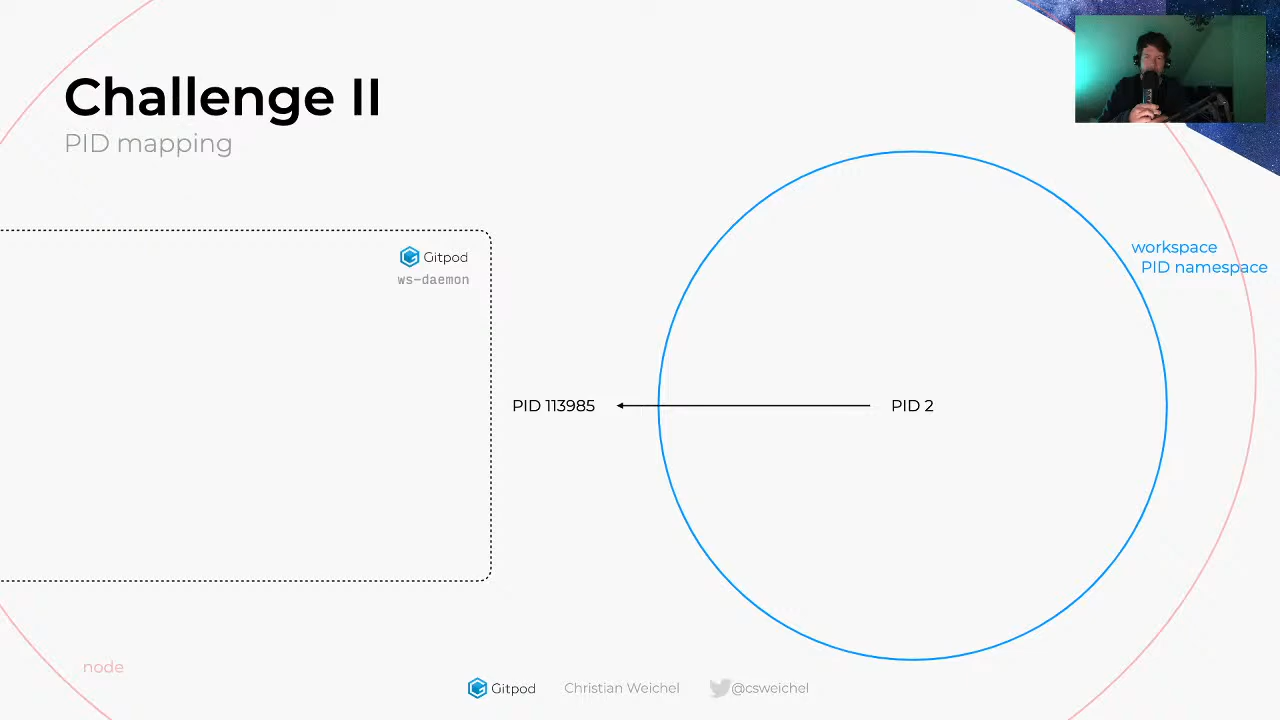 Challenge II
PID mapping
Gitpod
ws-daemon
workspace
PID namespace
PID 113985
PID 2
node
Gitpod
Christian Weichel
@csweichel